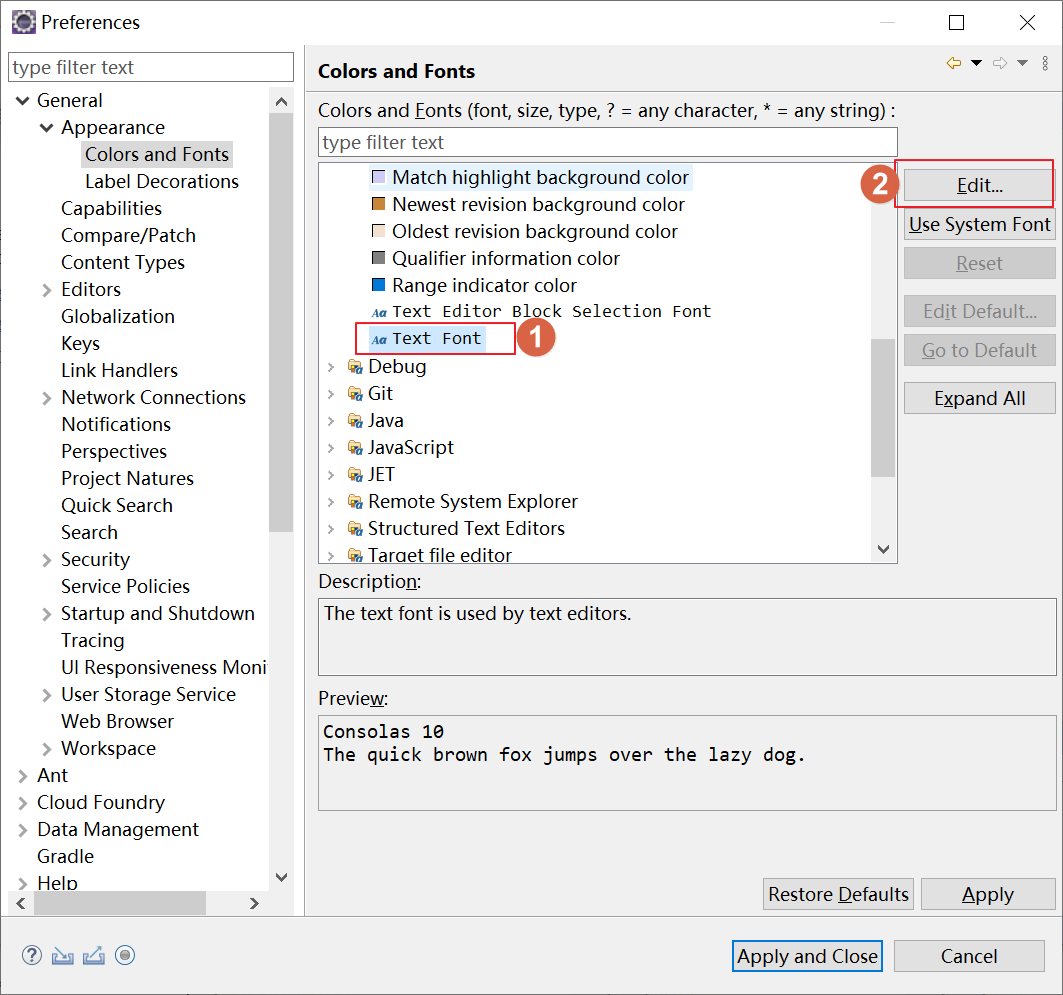 Preferences
type filter text
General
Appearance
Colors and Fonts
Label Decorations
Capabilities
Compare/Patch
Content Types
Editors
Globalization
Keys
Link Handlers
Network Connections
Notifications
Perspectives
Project Natures
Quick Search
Search
Security
Service Policies
Startup and Shutdown
Tracing
UI Responsiveness Moni
User Storage Service
Web Browser
Workspace
Ant
Cloud Foundry
Data Management
Gradle
Help
Colors and Fonts
Colors and Fonts (font, size, type, ? = any character, * = any string) :
type filter text
Match highlight background color
Newest revision background color
Oldest revision background color
Qualifier information color
Range indicator color
Aa Text Editor Block Selection Font
Aa Text Font
1
Debug
Git
Java
JavaScript
JET
Remote System Explorer
Structured Text Editors
Target file editor
2
Edit...
Use System Font
Reset
Edit Default...
Go to Default
Expand All
Description:
The text font is used by text editors.
Preview:
Consolas 10
The quick brown fox jumps over the lazy dog.
Restore Defaults
Apply
?
Apply and Close
Cancel